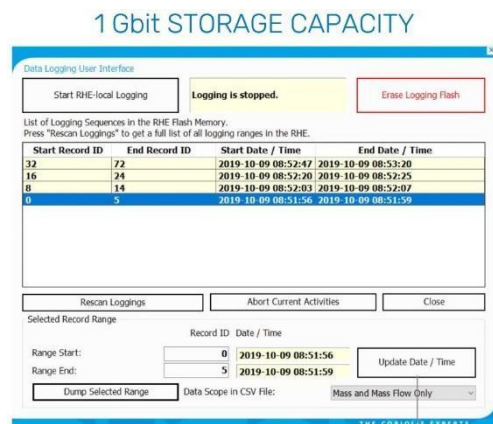 1 Gbit STORAGE CAPACITY
Data Logging User Interface
Start RHE-local Logging
Logging is stopped.
Erase Logging Flash
List of Logging Sequences in the RHE Flash Memory.
Press "Rescan Loggings" to get a full list of all logging ranges in the RHE.
Start Record ID End Record ID Start Date / Time End Date / Time
32 72 2019-10-09 08:52:47 2019-10-09 08:53:20
16 24 2019-10-09 08:52:20 2019-10-09 08:52:25
8 14 2019-10-09 08:52:03 2019-10-09 08:52:07
0 5 2019-10-09 08:51:56 2019-10-09 08:51:59
Rescan Loggings
Abort Current Activities
Close
Selected Record Range
Record ID Date / Time
Range Start: 0 2019-10-09 08:51:56
Range End: 5 2019-10-09 08:51:59
Update Date / Time
Dump Selected Range
Data Scope in CSV File:
Mass and Mass Flow Only
THE CORIOLIS EXPERTS